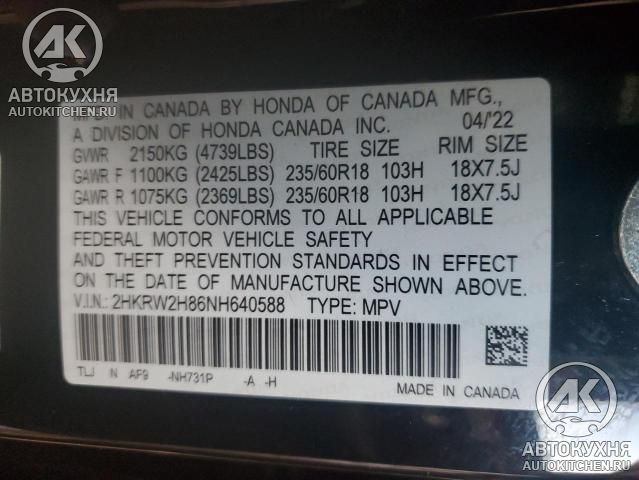 АК
АВТОКУХНЯ
AUTOKITCHEN.RU
MFD IN CANADA BY HONDA OF CANADA MFG., 04/'22
A DIVISION OF HONDA CANADA INC.
GVWR 2150KG (4739LBS) TIRE SIZE RIM SIZE
GAWR F 1100KG (2425LBS) 235/60R18 103H 18X7.5J
GAWR R 1075KG (2369LBS) 235/60R18 103H 18X7.5J
THIS VEHICLE CONFORMS TO ALL APPLICABLE
FEDERAL MOTOR VEHICLE SAFETY
AND THEFT PREVENTION STANDARDS IN EFFECT
ON THE DATE OF MANUFACTURE SHOWN ABOVE.
V.I.N.: 2HKRW2H86NH640588 TYPE: MPV
TLJ N AF9 -NH731P -A -H
MADE IN CANADA
АК
АВТОКУХНЯ
AUTOKITCHEN.RU